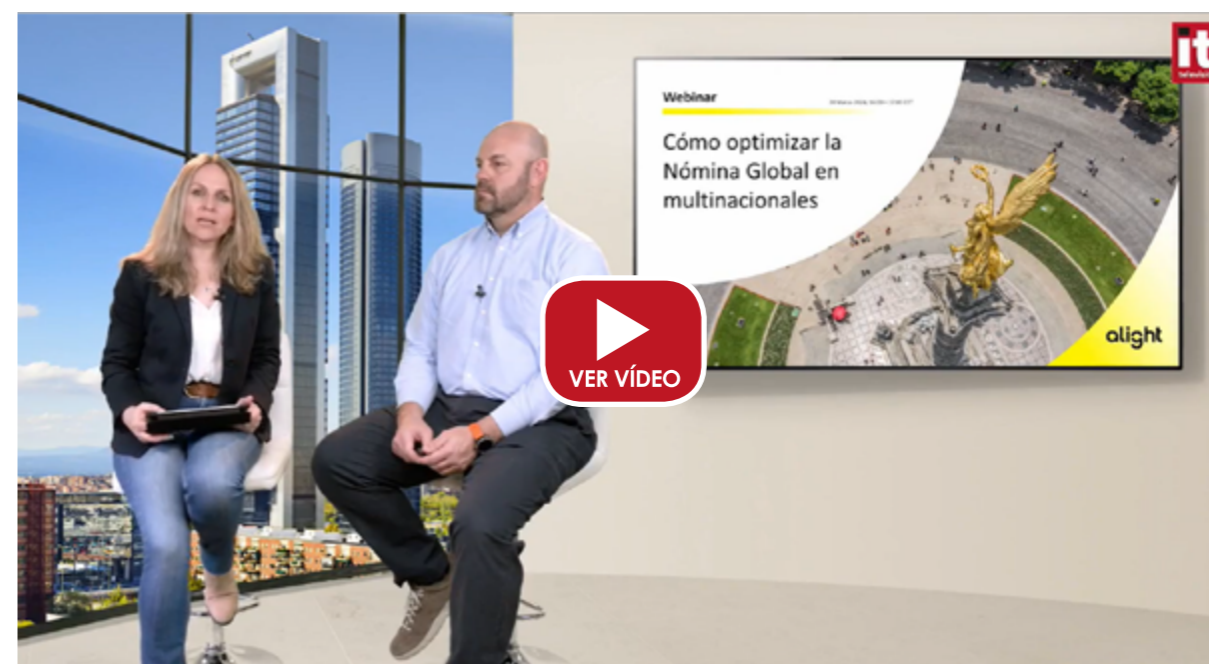 it
Webinar
Cómo optimizar la
Nómina Global en
multinacionales
alight
VER VÍDEO